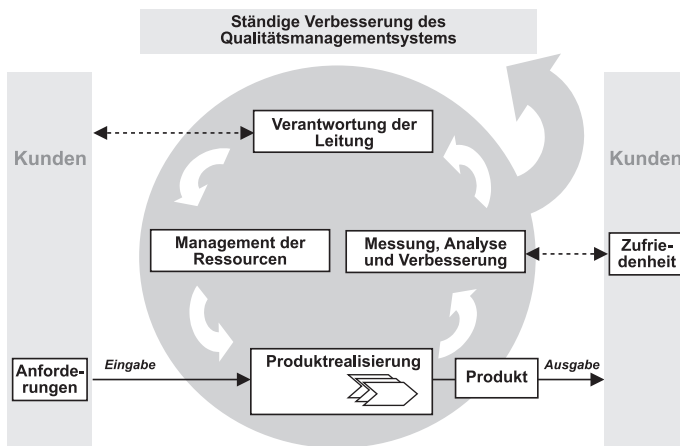 Ständige Verbesserung des
Qualitätsmanagementsystems
Kunden
Verantwortung der
Leitung
Kunden
Management der
Ressourcen
Messung, Analyse
und Verbesserung
Zufrie-
denheit
Anforde-
rungen
Eingabe
Produktrealisierung
Produkt
Ausgabe